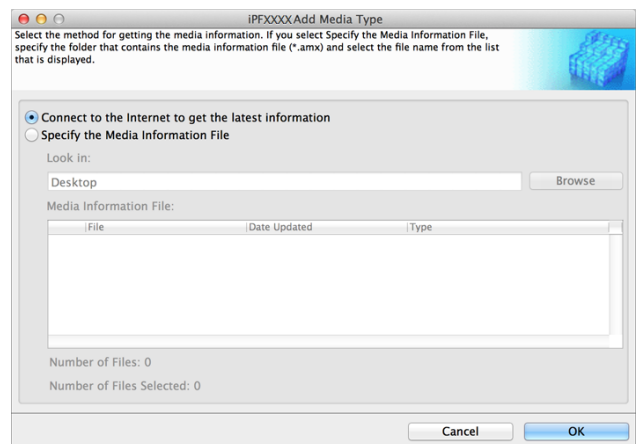 iPFXXXX Add Media Type
Select the method for getting the media information. If you select Specify the Media Information File,
specify the folder that contains the media information file (*.amx) and select the file name from the list
that is displayed.
Connect to the Internet to get the latest information
Specify the Media Information File
Look in:
Desktop Browse
Media Information File:
File Date Updated Type
Number of Files: 0
Number of Files Selected: 0
Cancel OK